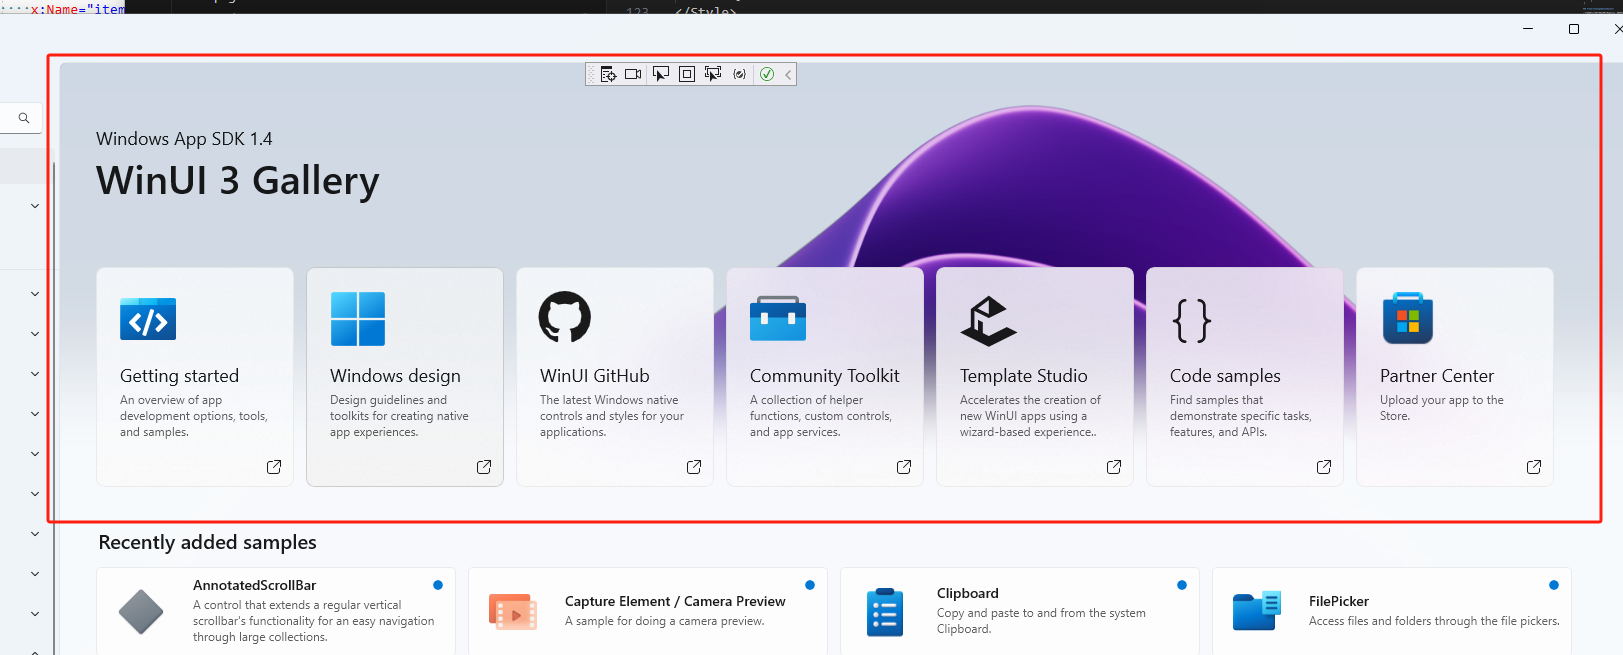 x:Name="item
123 </Style>
Windows App SDK 1.4
WinUI 3 Gallery
Getting started
An overview of app
development options, tools,
and samples.
Windows design
Design guidelines and
toolkits for creating native
app experiences.
WinUI GitHub
The latest Windows native
controls and styles for your
applications.
Community Toolkit
A collection of helper
functions, custom controls,
and app services.
Template Studio
Accelerates the creation of
new WinUI apps using a
wizard-based experience..
Code samples
Find samples that
demonstrate specific tasks,
features, and APIs.
Partner Center
Upload your app to the
Store.
Recently added samples
AnnotatedScrollBar
A control that extends a regular vertical
scrollbar's functionality for an easy navigation
through large collections.
Capture Element / Camera Preview
A sample for doing a camera preview.
Clipboard
Copy and paste to and from the system
Clipboard.
FilePicker
Access files and folders through the file pickers.